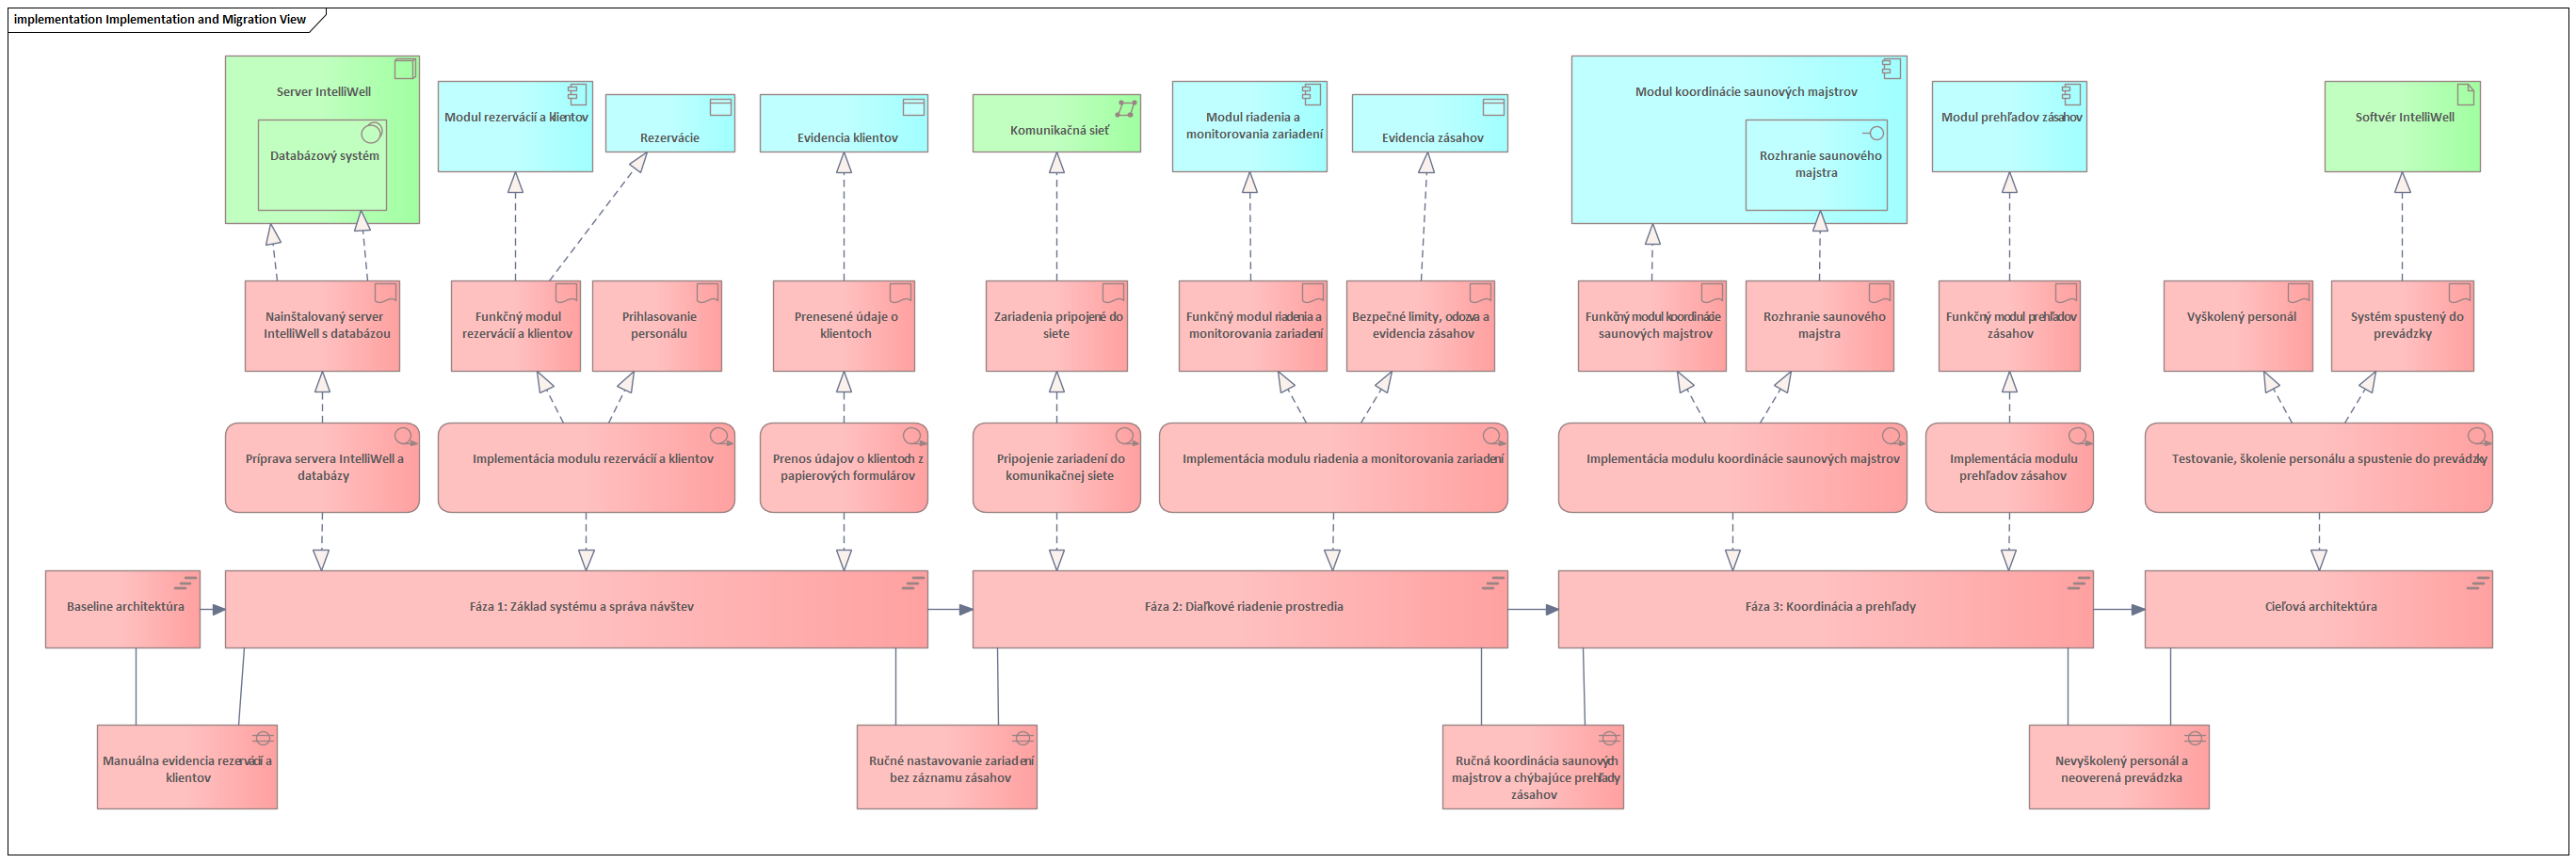 implementation Implementation and Migration View
Server IntelliWell
Databázový systém
Modul rezervácií a klientov
Rezervácie
Evidencia klientov
Komunikačná sieť
Modul riadenia a
monitorovania zariadení
Evidencia zásahov
Modul koordinácie saunových majstrov
Rozhranie saunového
majstra
Modul prehľadov zásahov
Softvér IntelliWell
Nainštalovaný server
IntelliWell s databázou
Funkčný modul
rezervácií a klientov
Prihlasovanie
personálu
Prenesené údaje o
klientoch
Zariadenia pripojené do
siete
Funkčný modul riadenia a
monitorovania zariadení
Bezpečné limity, odozva a
evidencia zásahov
Funkčný modul koordinácie
saunových majstrov
Rozhranie saunového
majstra
Funkčný modul prehľadov
zásahov
Vyškolený personál
Systém spustený do
prevádzky
Príprava servera IntelliWell a
databázy
Implementácia modulu rezervácií a klientov
Prenos údajov o klientoch z
papierových formulárov
Pripojenie zariadení do
komunikačnej siete
Implementácia modulu riadenia a monitorovania zariadení
Implementácia modulu koordinácie saunových majstrov
Implementácia modulu
prehľadov zásahov
Testovanie, školenie personálu a spustenie do prevádzky
Baseline architektúra
Fáza 1: Základ systému a správa návštev
Fáza 2: Diaľkové riadenie prostredia
Fáza 3: Koordinácia a prehľady
Cieľová architektúra
Manuálna evidencia rezervácií a
klientov
Ručné nastavovanie zariadení
bez záznamu zásahov
Ručná koordinácia saunových
majstrov a chýbajúce prehľady
zásahov
Nevyškolený personál a
neoverená prevádzka